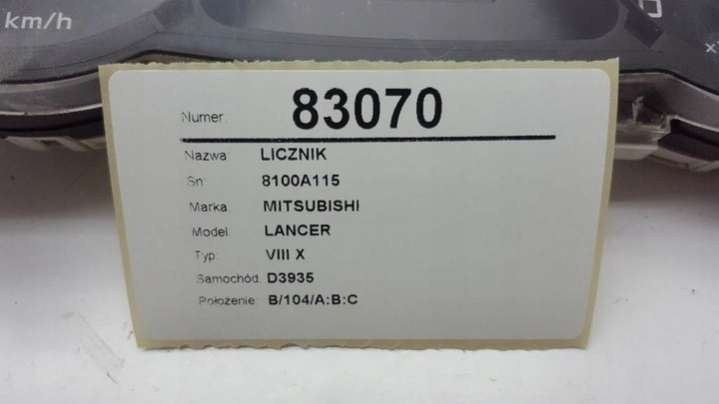 km/h
Numer: 83070
Nazwa: LICZNIK
Sn: 8100A115
Marka: MITSUBISHI
Model: LANCER
Typ: VIII X
Samochód: D3935
Położenie: B/104/A:B:C